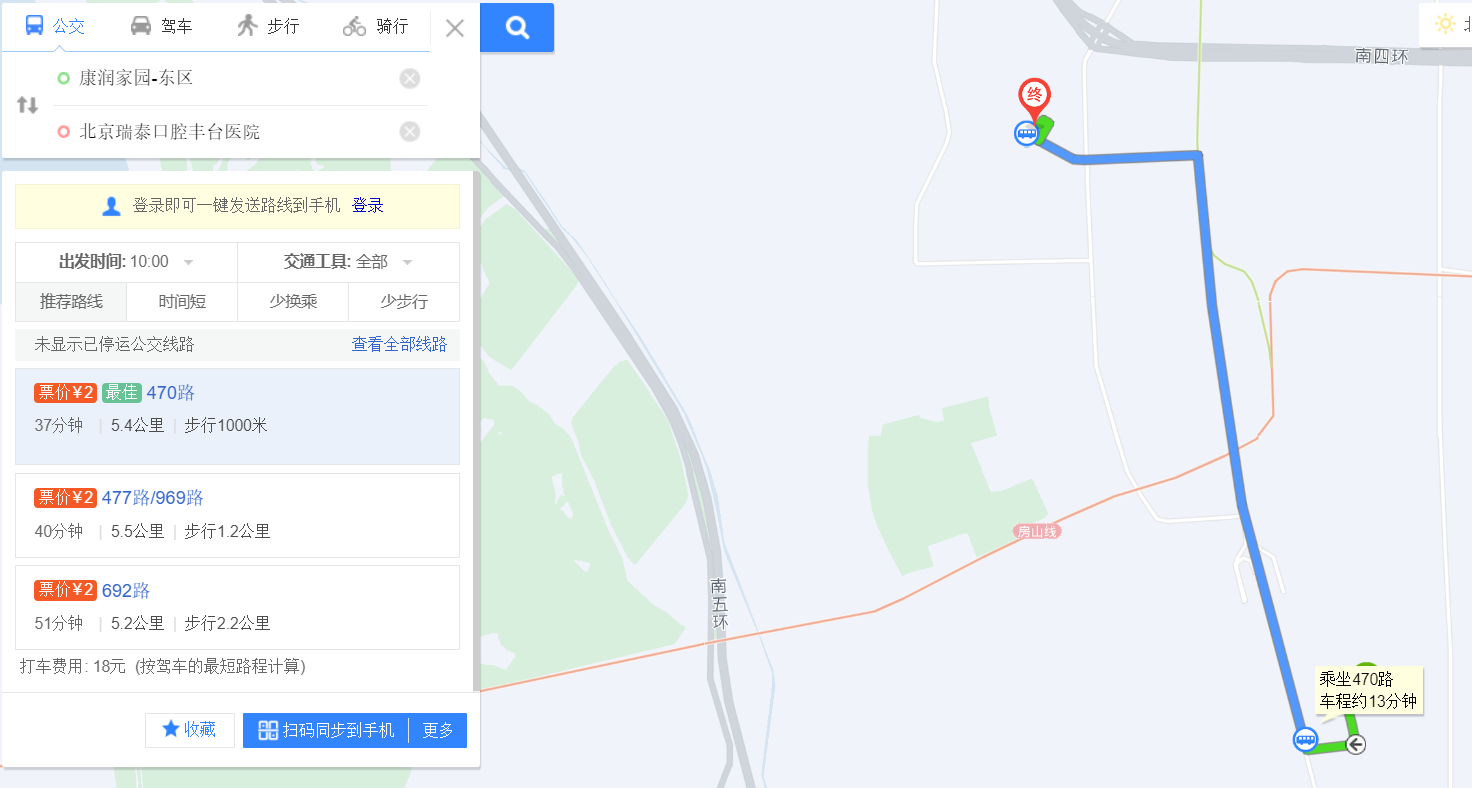 公交 驾车 步行 骑行
康润家园-东区
北京瑞泰口腔丰台医院
登录即可一键发送路线到手机 登录
出发时间: 10:00 交通工具: 全部
推荐路线 时间短 少换乘 少步行
未显示已停运公交线路 查看全部线路
票价¥2 最佳 470路
37分钟 | 5.4公里 | 步行1000米
票价¥2 477路/969路
40分钟 | 5.5公里 | 步行1.2公里
票价¥2 692路
51分钟 | 5.2公里 | 步行2.2公里
打车费用: 18元 (按驾车的最短路程计算)
收藏 扫码同步到手机 更多
南四环
终
房山线
南五环
乘坐470路
车程约13分钟